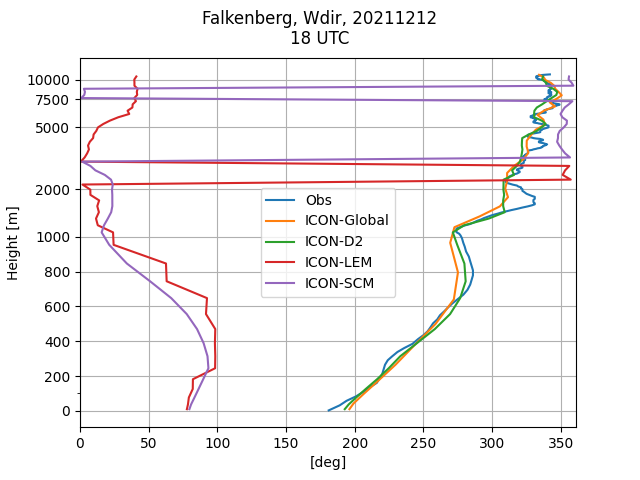 Falkenberg, Wdir, 20211212
18 UTC
10000
7500
5000
2000
1000
800
600
400
200
0
Height [m]
Obs
ICON-Global
ICON-D2
ICON-LEM
ICON-SCM
0 50 100 150 200 250 300 350
[deg]